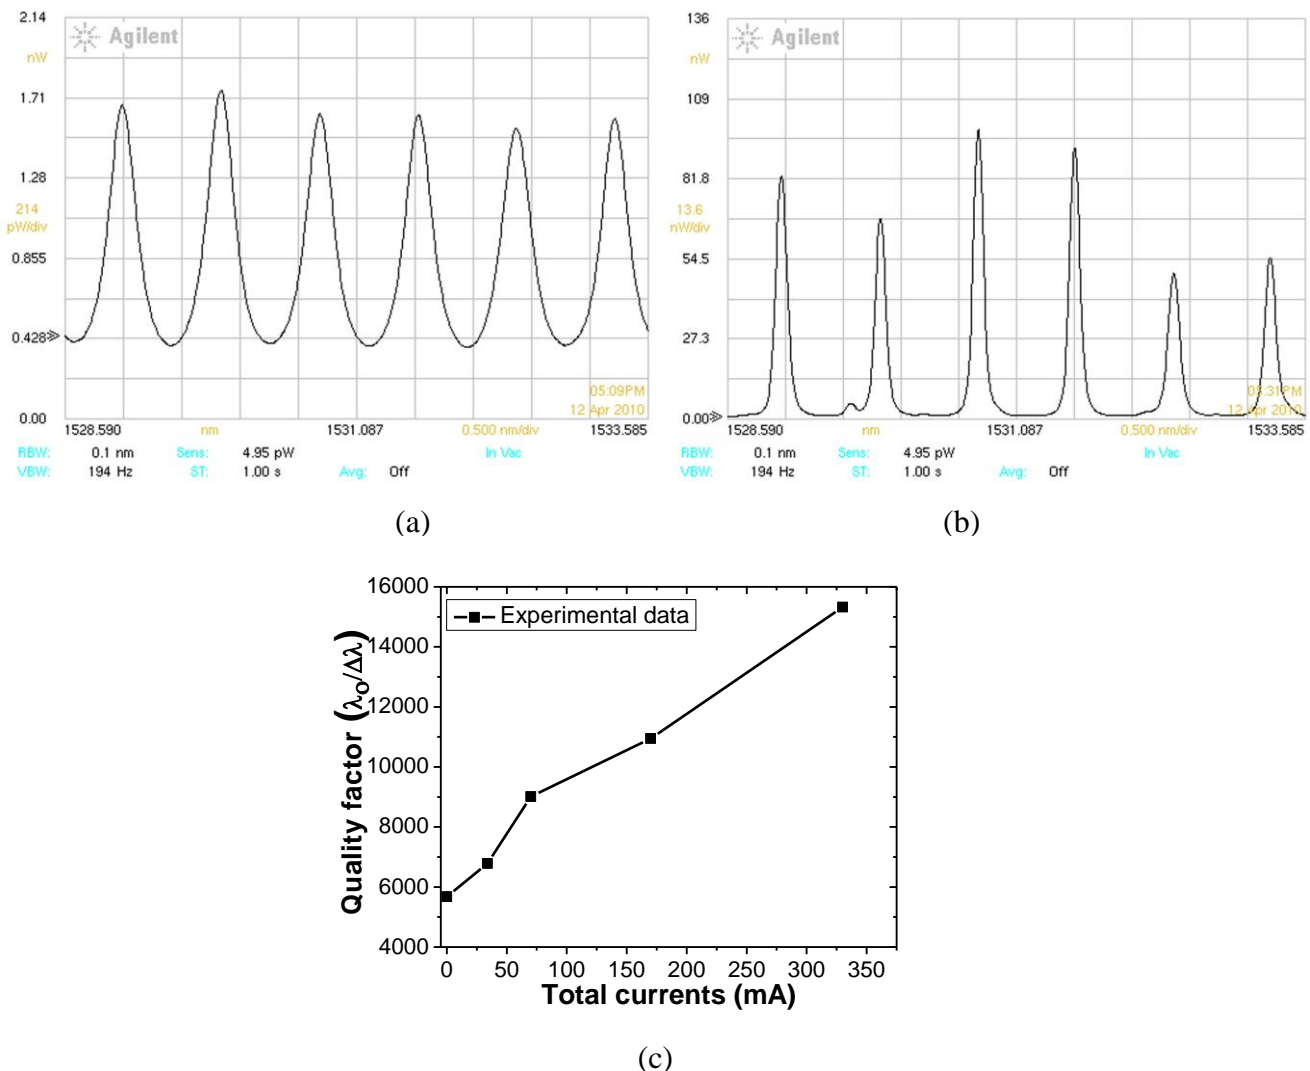 2.14
Agilent
nW
1.71
1.28
214
pW/div
0.855
0.428
05:09PM
0.00
12 Apr 2010
1528.590 nm 1531.087 0.500 nm/div 1533.585
RBW: 0.1 nm Sens: 4.95 pW In Vac
VBW: 194 Hz ST: 1.00 s Avg: Off
(a)
136
Agilent
nW
109
81.8
13.6
nW/div
54.5
27.3
05:31PM
0.00
12 Apr 2010
1528.590 nm 1531.087 0.500 nm/div 1533.585
RBW: 0.1 nm Sens: 4.95 pW In Vac
VBW: 194 Hz ST: 1.00 s Avg: Off
(b)
Quality factor (λo/Δλ)
16000
Experimental data
14000
12000
10000
8000
6000
4000
0 50 100 150 200 250 300 350
Total currents (mA)
(c)